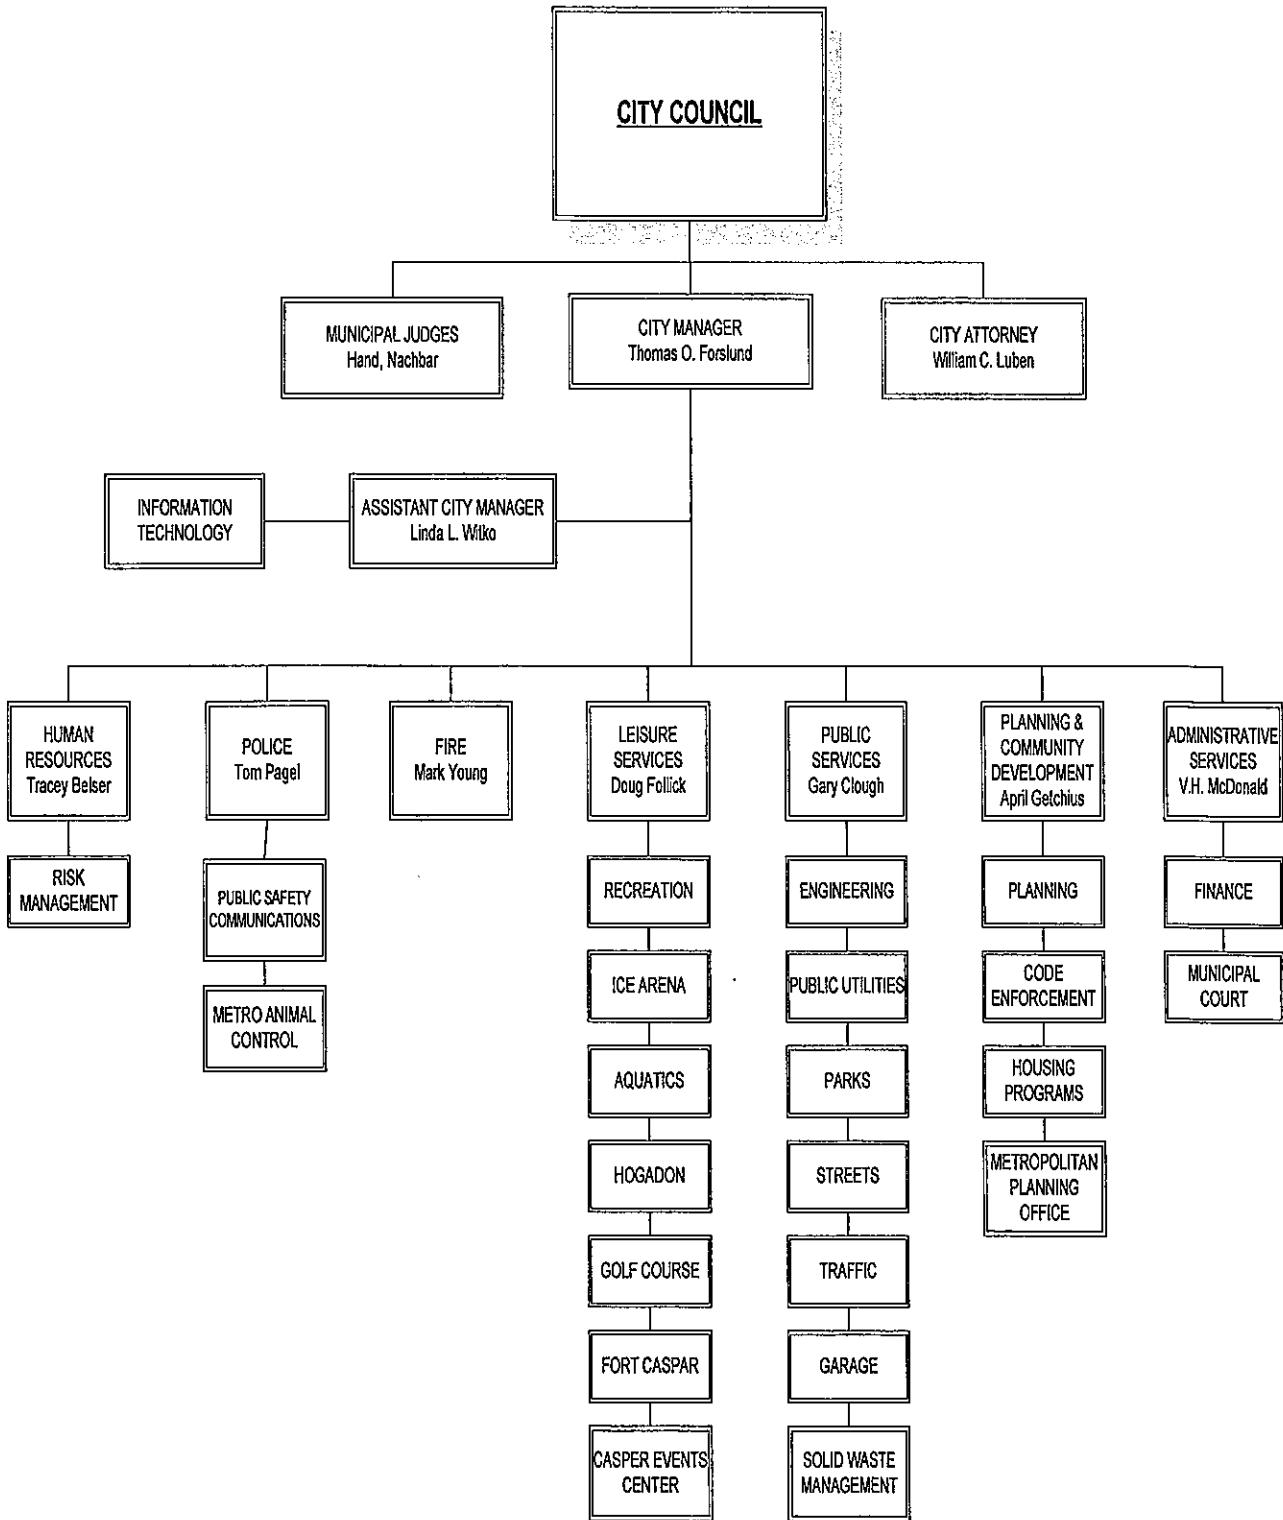 CITY COUNCIL
MUNICIPAL JUDGES
Hand, Nachbar
CITY MANAGER
Thomas O. Forslund
CITY ATTORNEY
William C. Luben
INFORMATION
TECHNOLOGY
ASSISTANT CITY MANAGER
Linda L. Witko
HUMAN
RESOURCES
Tracey Belser
POLICE
Tom Pagel
FIRE
Mark Young
LEISURE
SERVICES
Doug Follick
PUBLIC
SERVICES
Gary Clough
PLANNING &
COMMUNITY
DEVELOPMENT
April Getchius
ADMINISTRATIVE
SERVICES
V.H. McDonald
RISK
MANAGEMENT
PUBLIC SAFETY
COMMUNICATIONS
METRO ANIMAL
CONTROL
RECREATION
ICE ARENA
AQUATICS
HOGADON
GOLF COURSE
FORT CASPAR
CASPER EVENTS
CENTER
ENGINEERING
PUBLIC UTILITIES
PARKS
STREETS
TRAFFIC
GARAGE
SOLID WASTE
MANAGEMENT
PLANNING
CODE
ENFORCEMENT
HOUSING
PROGRAMS
METROPOLITAN
PLANNING
OFFICE
FINANCE
MUNICIPAL
COURT